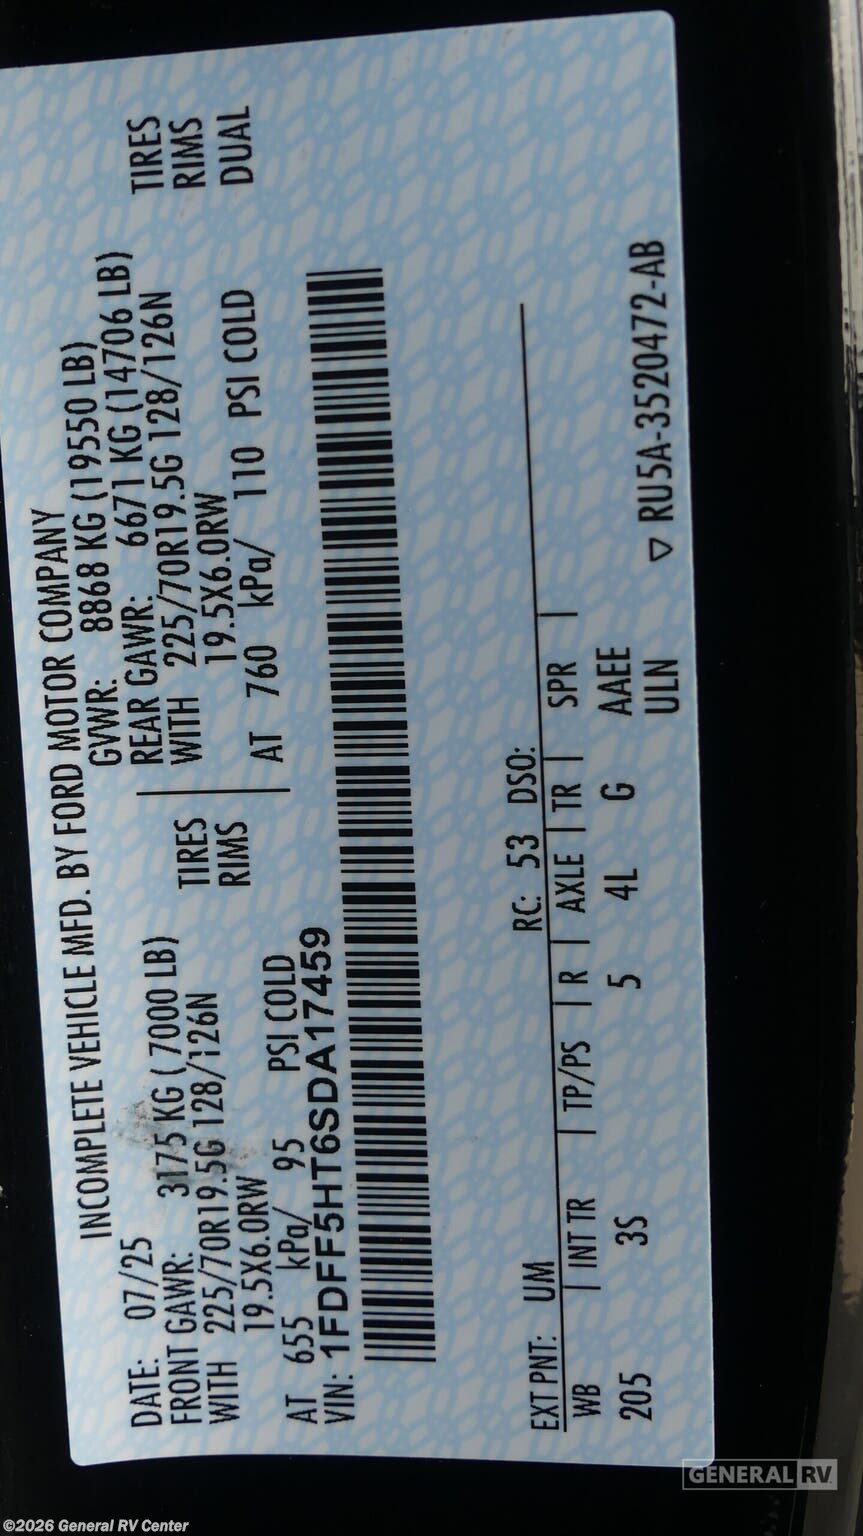 INCOMPLETE VEHICLE MFD. BY FORD MOTOR COMPANY
DATE: 07/25 GVWR: 8868 KG (19550 LB)
FRONT GAWR: 3175 KG ( 7000 LB) REAR GAWR: 6671 KG (14706 LB)
WITH 225/70R19.5G 128/126N TIRES WITH 225/70R19.5G 128/126N TIRES
19.5X6.0RW RIMS 19.5X6.0RW RIMS
AT 655 kPa/ 95 PSI COLD AT 760 kPa/ 110 PSI COLD DUAL
VIN: 1FDFF5HT6SDA17459
EXT PNT: UM RC: 53 DSO:
WB | INT TR | TP/PS | R | AXLE | TR | SPR |
205 3S 5 4L G AAEE
ULN
▽ RU5A-3520472-AB
GENERAL RV
©2026 General RV Center